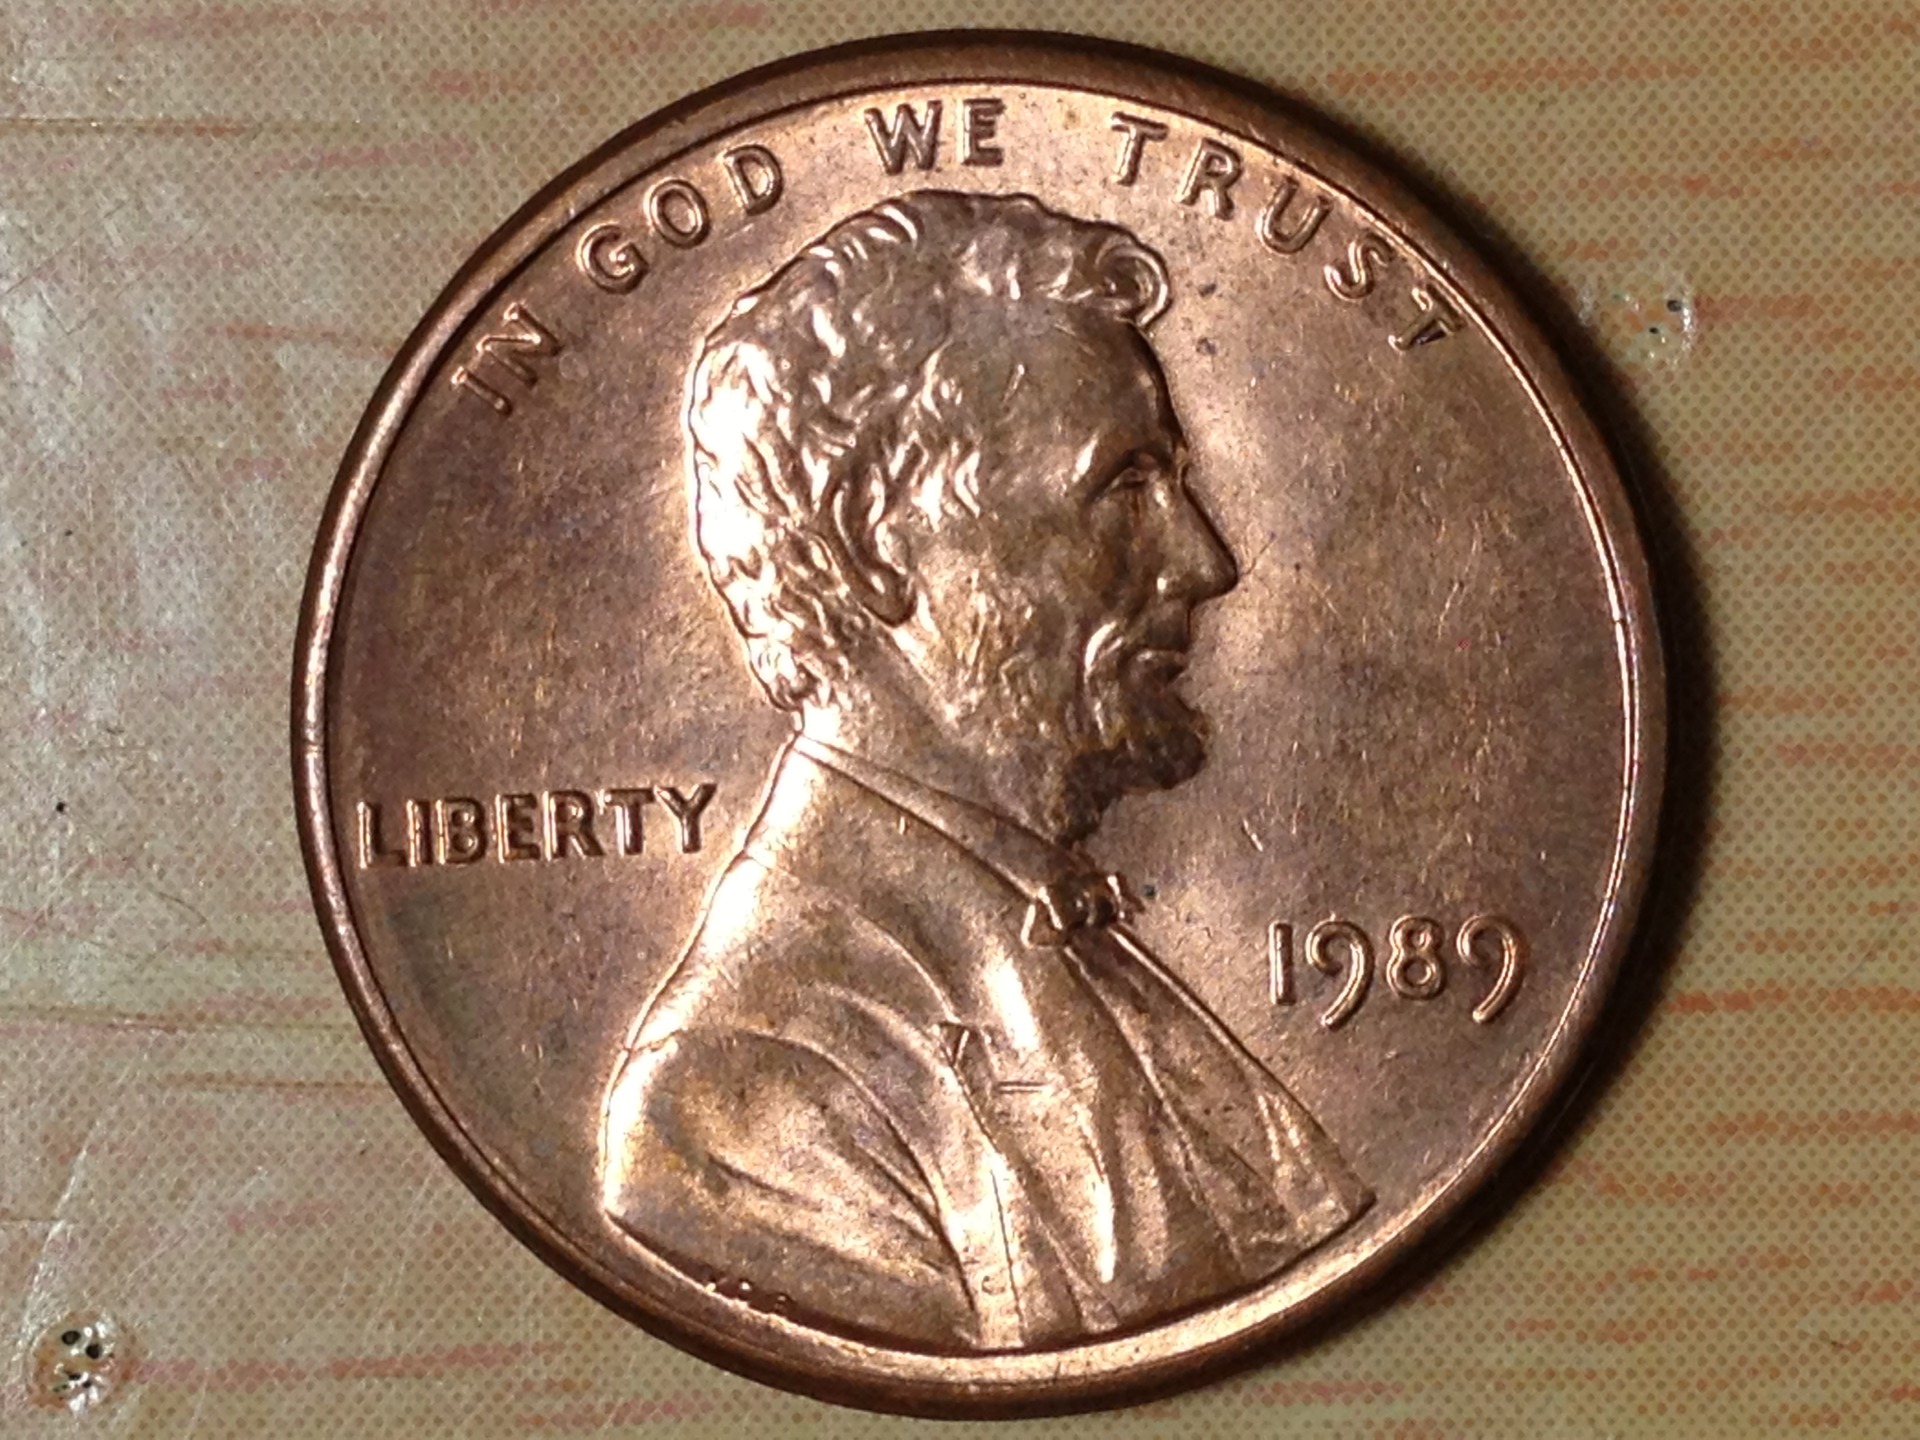 IN GOD WE TRUST
LIBERTY
1989